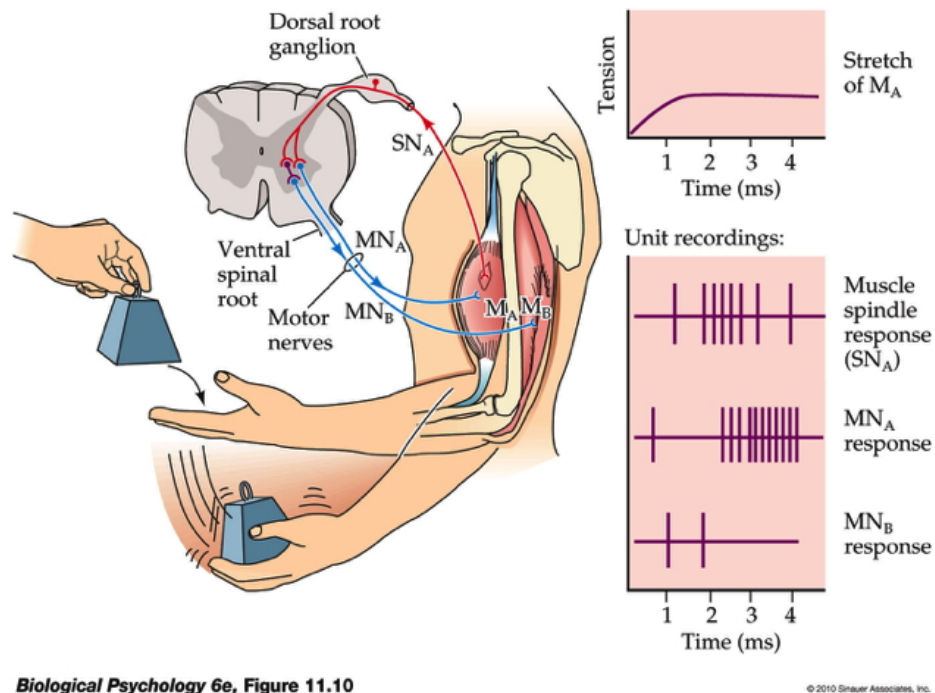 Dorsal root
ganglion
SNA
Ventral
spinal
root
MNA
MNB
Motor
nerves
MA
MB
Tension
Stretch
of MA
1 2 3 4
Time (ms)
Unit recordings:
Muscle
spindle
response
(SNA)
MNA
response
MNB
response
1 2 3 4
Time (ms)
Biological Psychology 6e, Figure 11.10
© 2010 Sinauer Associates, Inc.